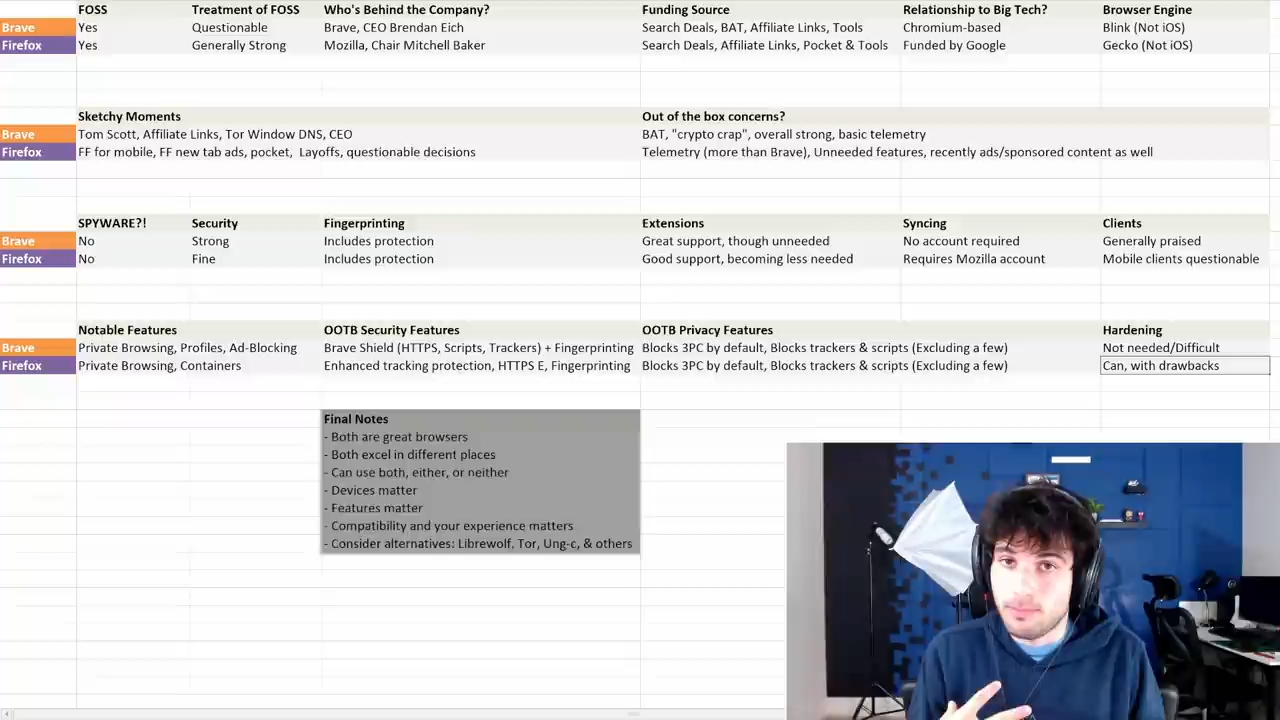 FOSS Treatment of FOSS Who's Behind the Company? Funding Source Relationship to Big Tech? Browser Engine
Brave Yes Questionable Brave, CEO Brendan Eich Search Deals, BAT, Affiliate Links, Tools Chromium-based Blink (Not iOS)
Firefox Yes Generally Strong Mozilla, Chair Mitchell Baker Search Deals, Affiliate Links, Pocket & Tools Funded by Google Gecko (Not iOS)
Sketchy Moments Out of the box concerns?
Brave Tom Scott, Affiliate Links, Tor Window DNS, CEO BAT, "crypto crap", overall strong, basic telemetry
Firefox FF for mobile, FF new tab ads, pocket, Layoffs, questionable decisions Telemetry (more than Brave), Unneeded features, recently ads/sponsored content as well
SPYWARE?! Security Fingerprinting Extensions Syncing Clients
Brave No Strong Includes protection Great support, though unneeded No account required Generally praised
Firefox No Fine Includes protection Good support, becoming less needed Requires Mozilla account Mobile clients questionable
Notable Features OOTB Security Features OOTB Privacy Features Hardening
Brave Private Browsing, Profiles, Ad-Blocking Brave Shield (HTTPS, Scripts, Trackers) + Fingerprinting Blocks 3PC by default, Blocks trackers & scripts (Excluding a few) Not needed/Difficult
Firefox Private Browsing, Containers Enhanced tracking protection, HTTPS E, Fingerprinting Blocks 3PC by default, Blocks trackers & scripts (Excluding a few) Can, with drawbacks
Final Notes
- Both are great browsers
- Both excel in different places
- Can use both, either, or neither
- Devices matter
- Features matter
- Compatibility and your experience matters
- Consider alternatives: Librewolf, Tor, Ung-c, & others